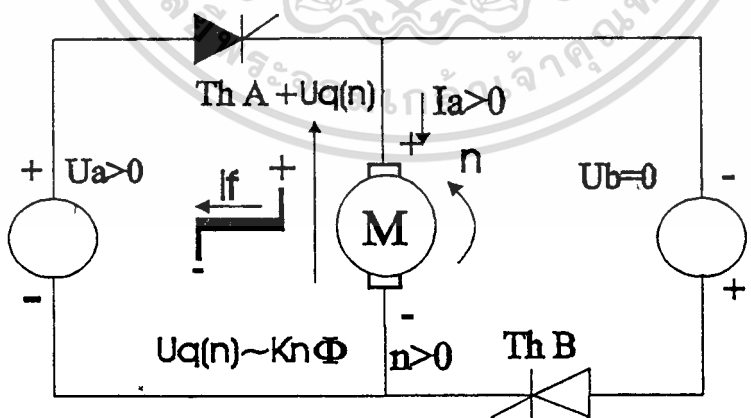 Th A
+Uq(n)
Ia>0
+
+
Ua>0
If
+
n
Ub=0
-
M
-
-
+
-
Uq(n)~KnΦ
n>0
Th B